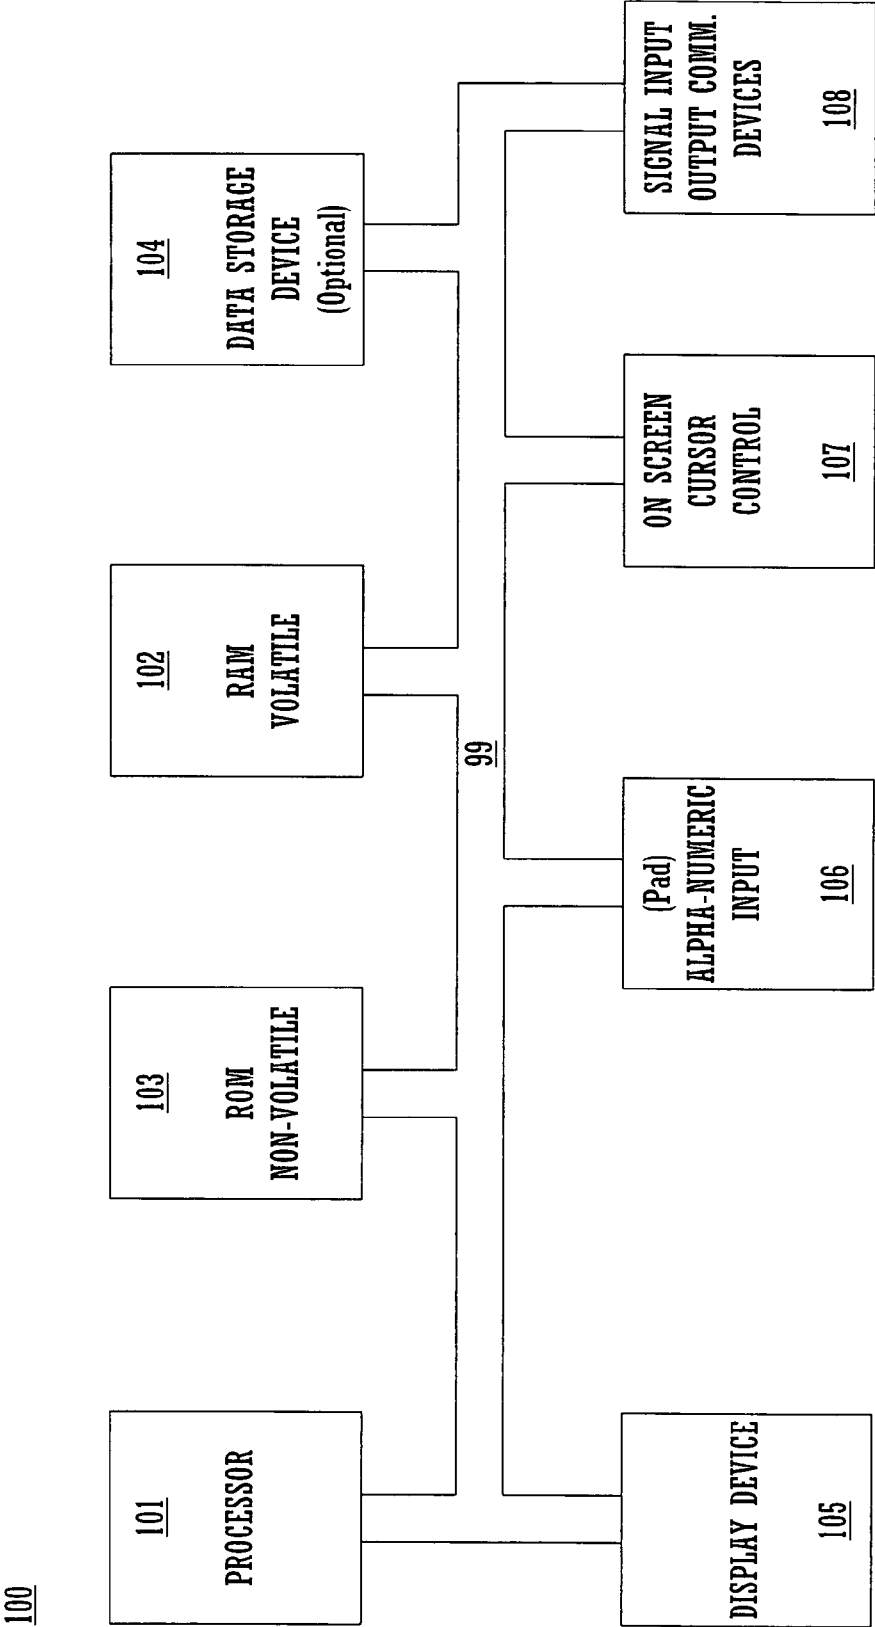 100
101
PROCESSOR
103
ROM
NON-VOLATILE
102
RAM
VOLATILE
104
DATA STORAGE
DEVICE
(Optional)
99
DISPLAY DEVICE
105
(Pad)
ALPHA-NUMERIC
INPUT
106
ON SCREEN
CURSOR
CONTROL
107
SIGNAL INPUT
OUTPUT COMM.
DEVICES
108